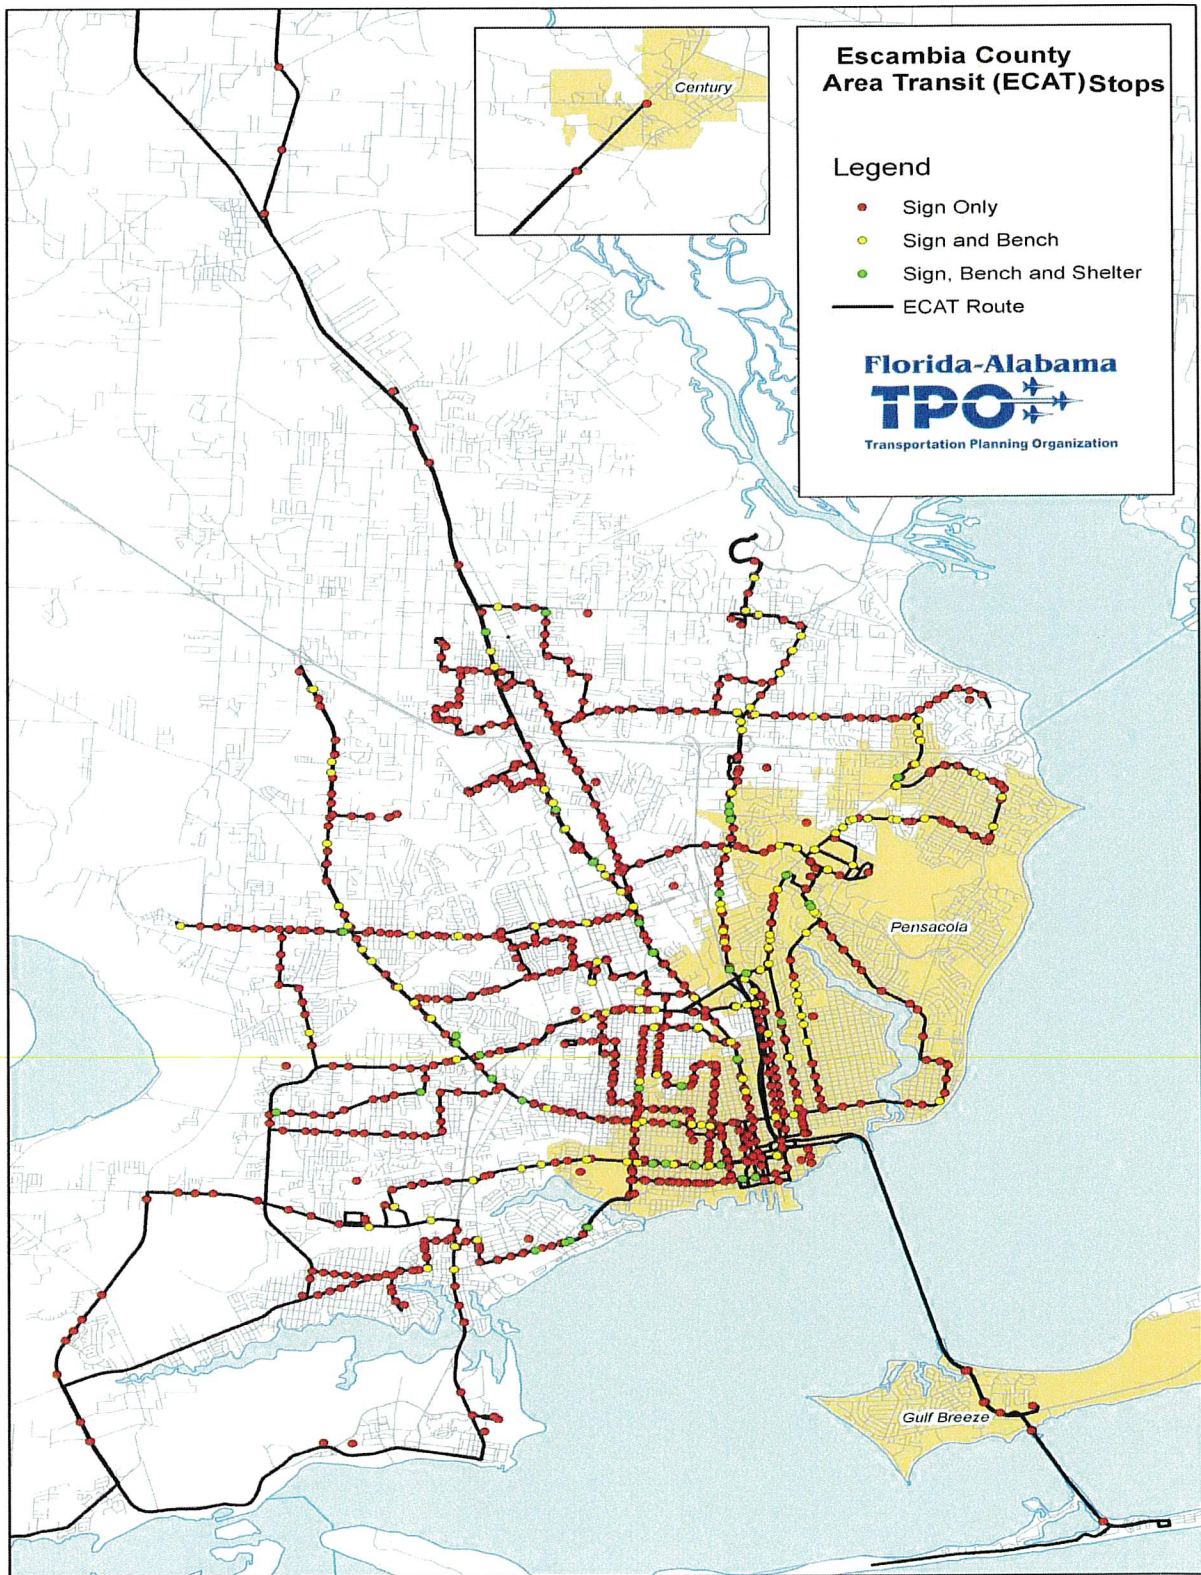 Century
Escambia County
Area Transit (ECAT) Stops
Legend
Sign Only
Sign and Bench
Sign, Bench and Shelter
ECAT Route
Florida-Alabama
TPO
Transportation Planning Organization
Pensacola
Gulf Breeze